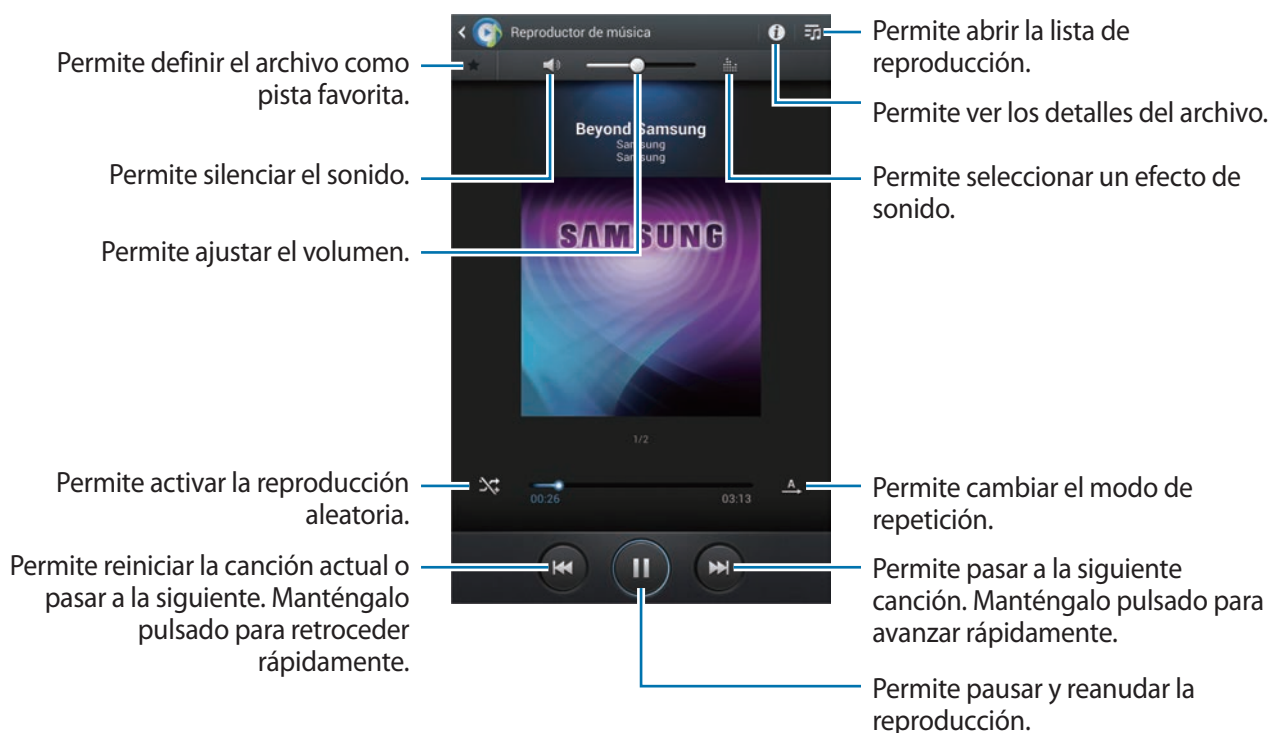 Reproductor de música
Permite definir el archivo como
pista favorita.
Permite silenciar el sonido.
Permite ajustar el volumen.
Permite activar la reproducción
aleatoria.
Permite reiniciar la canción actual o
pasar a la siguiente. Manténgalo
pulsado para retroceder
rápidamente.
Beyond Samsung
Samsung
Samsung
SAMSUNG
1/2
00:26
03:13
A
Permite abrir la lista de
reproducción.
Permite ver los detalles del archivo.
Permite seleccionar un efecto de
sonido.
Permite cambiar el modo de
repetición.
Permite pasar a la siguiente
canción. Manténgalo pulsado para
avanzar rápidamente.
Permite pausar y reanudar la
reproducción.